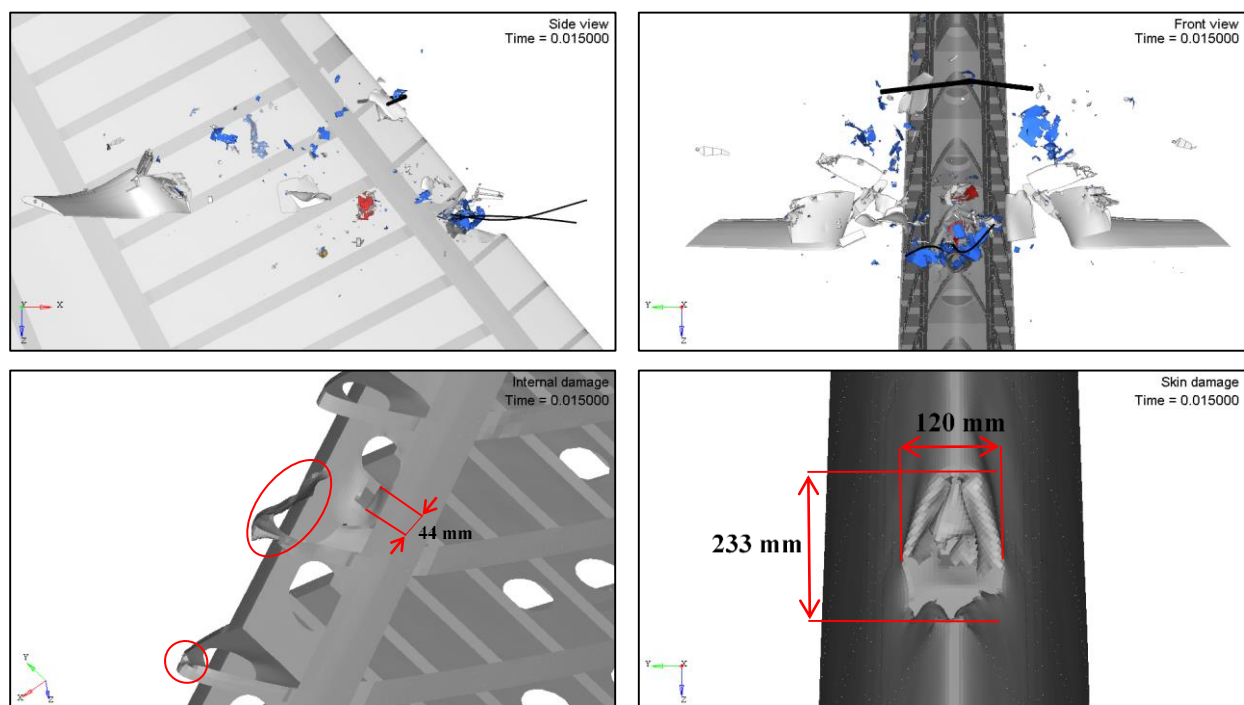 Side view
Time = 0.015000
Y
X
Z
Front view
Time = 0.015000
Y
X
Z
Internal damage
Time = 0.015000
44 mm
Y
X
Z
Skin damage
Time = 0.015000
120 mm
233 mm
Y
X
Z